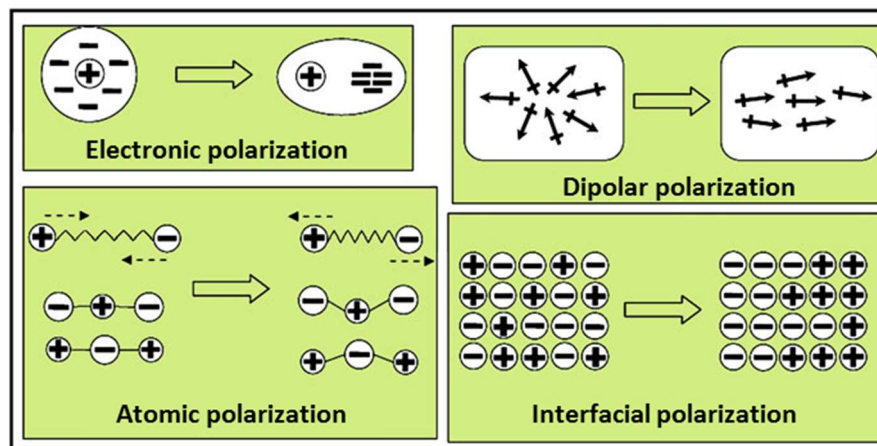 Electronic polarization
Dipolar polarization
Atomic polarization
Interfacial polarization